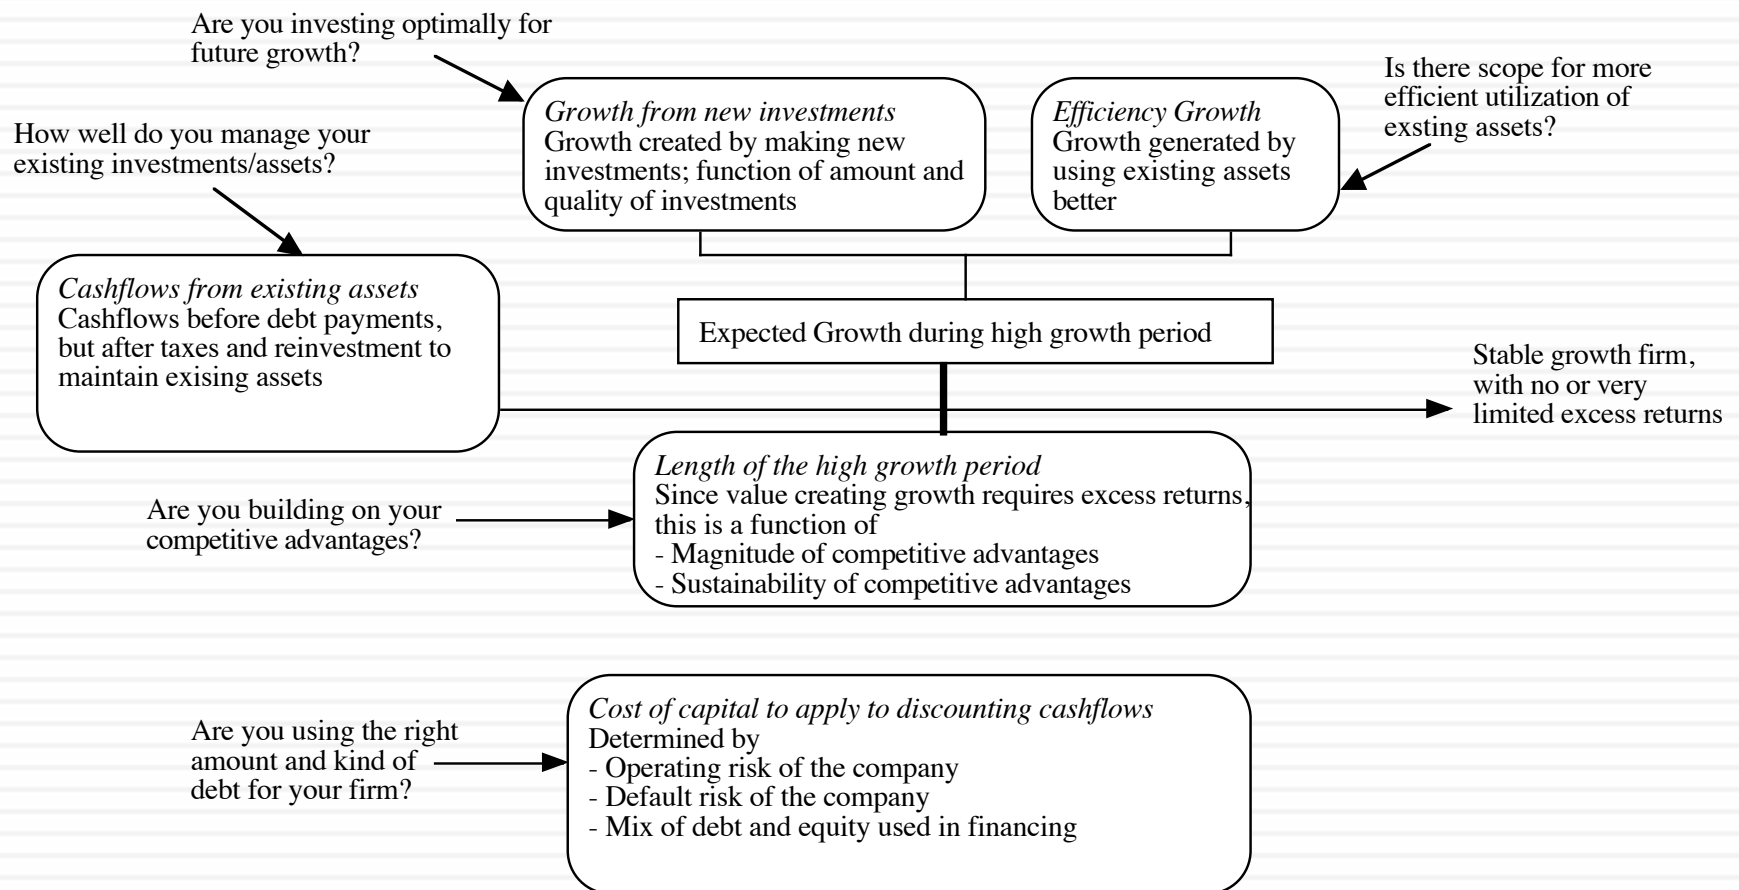 Are you investing optimally for
future growth?
How well do you manage your
existing investments/assets?
Growth from new investments
Growth created by making new
investments; function of amount and
quality of investments
Efficiency Growth
Growth generated by
using existing assets
better
Is there scope for more
efficient utilization of
exsting assets?
Cashflows from existing assets
Cashflows before debt payments,
but after taxes and reinvestment to
maintain exising assets
Expected Growth during high growth period
Stable growth firm,
with no or very
limited excess returns
Are you building on your
competitive advantages?
Length of the high growth period
Since value creating growth requires excess returns,
this is a function of
- Magnitude of competitive advantages
- Sustainability of competitive advantages
Are you using the right
amount and kind of
debt for your firm?
Cost of capital to apply to discounting cashflows
Determined by
- Operating risk of the company
- Default risk of the company
- Mix of debt and equity used in financing